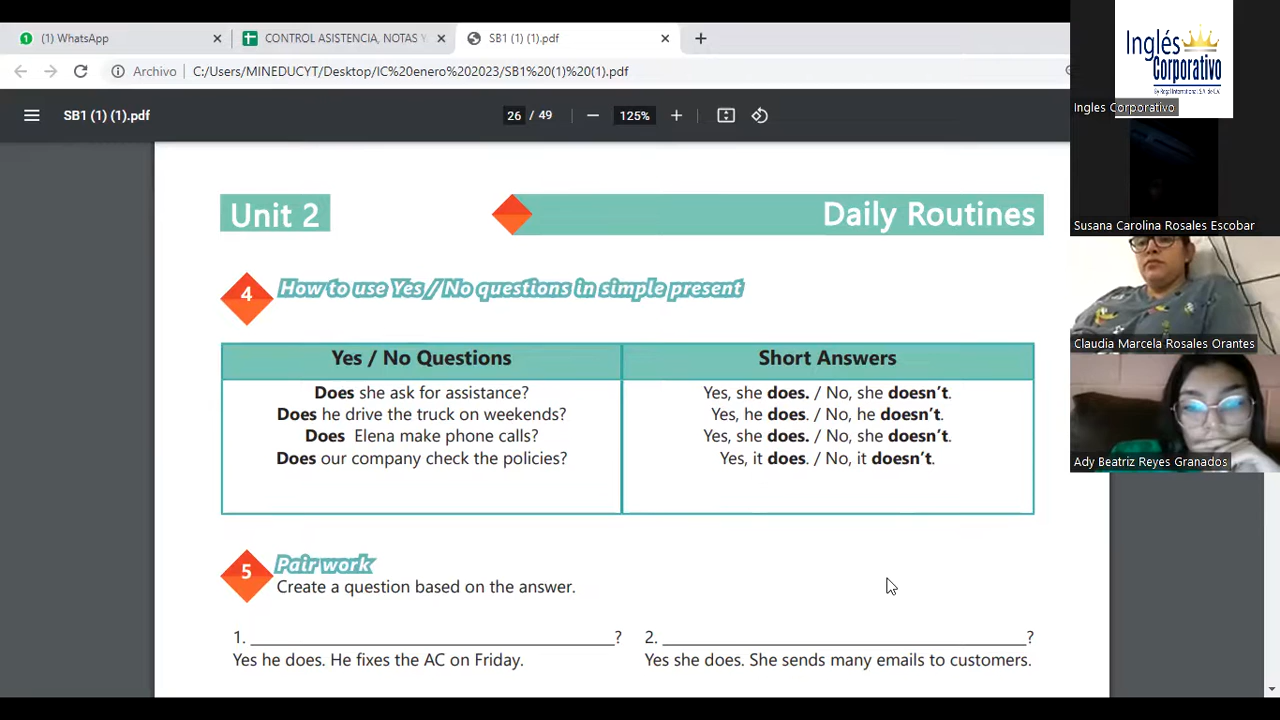 (1) WhatsApp
CONTROL ASISTENCIA, NOTAS Y
SB1 (1) (1).pdf
Archivo
C:/Users/MINEDUCYT/Desktop/IC%20enero%202023/SB1%20(1)%20(1).pdf
SB1 (1) (1).pdf
26 / 49
125%
Unit 2
Daily Routines
4
How to use Yes / No questions in simple present
Yes / No Questions
Short Answers
Does she ask for assistance?
Yes, she does. / No, she doesn't.
Does he drive the truck on weekends?
Yes, he does. / No, he doesn't.
Does Elena make phone calls?
Yes, she does. / No, she doesn't.
Does our company check the policies?
Yes, it does. / No, it doesn't.
5
Pair work
Create a question based on the answer.
1. ______________________________________?
Yes he does. He fixes the AC on Friday.
2. ______________________________________?
Yes she does. She sends many emails to customers.
Inglés
Corporativo
Ingles Corporativo
Susana Carolina Rosales Escobar
Claudia Marcela Rosales Orantes
Ady Beatriz Reyes Granados